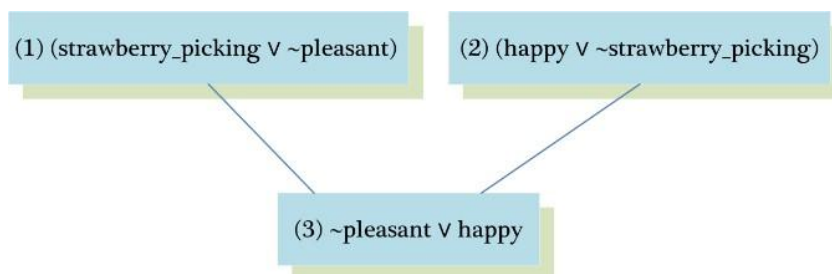 (1) (strawberry_picking ∨ ~pleasant)
(2) (happy ∨ ~strawberry_picking)
(3) ~pleasant ∨ happy